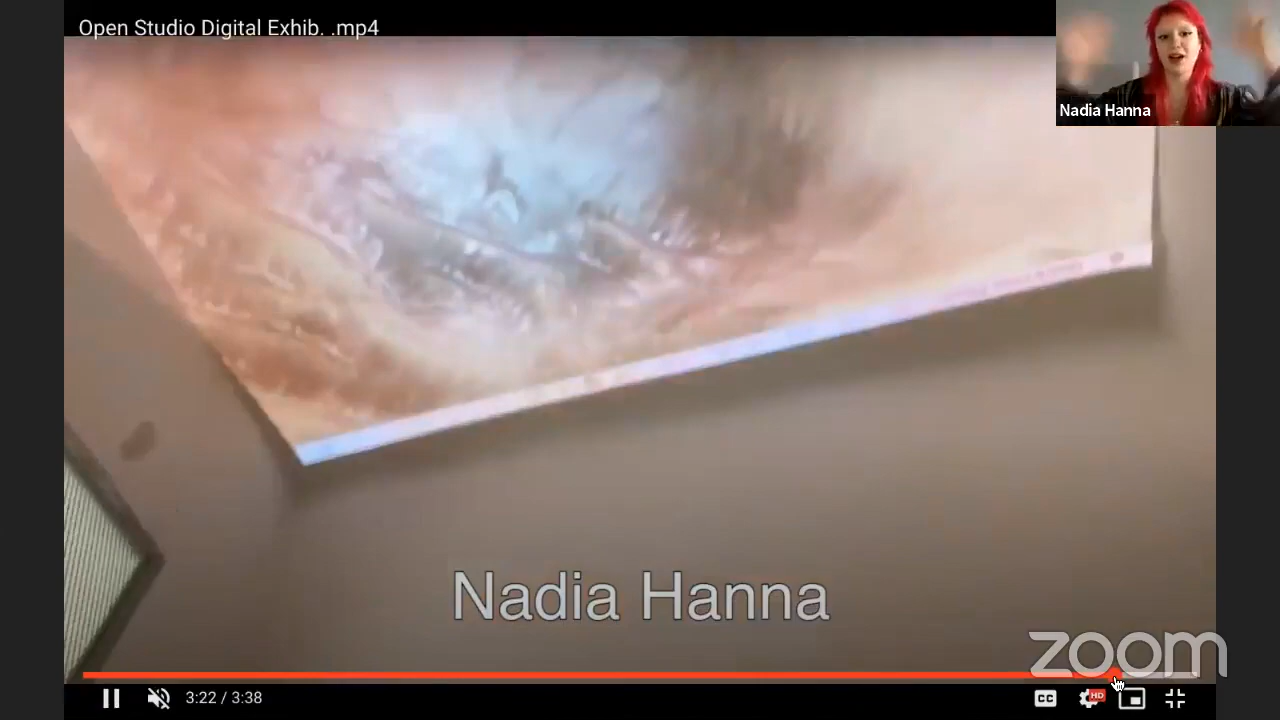 Open Studio Digital Exhib. .mp4
Nadia Hanna
Nadia Hanna
zoom
3:22 / 3:38
CC
HD